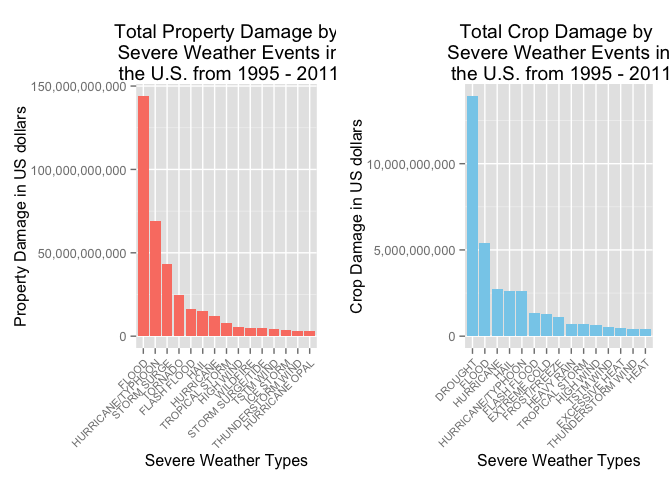 Total Property Damage by
Severe Weather Events in
the U.S. from 1995 - 2011
150,000,000,000
100,000,000,000
50,000,000,000
0
Property Damage in US dollars
FLOOD
HURRICANE/TYPHOON
STORM SURGE
TORNADO
FLASH FLOOD
HAIL
HURRICANE
TROPICAL STORM
HIGH WIND
WILDFIRE
STORM SURGE/TIDE
TSTM WIND
ICE STORM
THUNDERSTORM WIND
HURRICANE OPAL
Severe Weather Types
Total Crop Damage by
Severe Weather Events in
the U.S. from 1995 - 2011
10,000,000,000
5,000,000,000
0
Crop Damage in US dollars
DROUGHT
FLOOD
HURRICANE
HAIL
HURRICANE/TYPHOON
FLASH FLOOD
EXTREME COLD
FROST/FREEZE
HEAVY RAIN
TROPICAL STORM
HIGH WIND
TSTM WIND
EXCESSIVE HEAT
THUNDERSTORM WIND
HEAT
Severe Weather Types